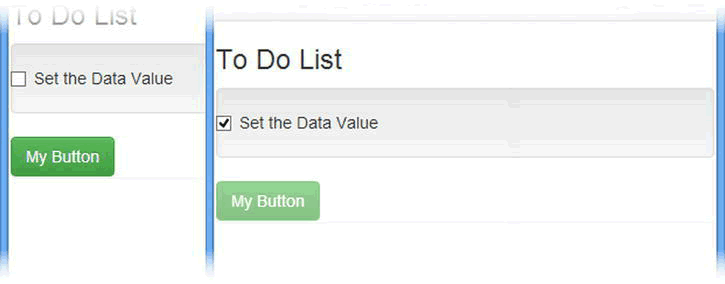 To Do List
Set the Data Value
My Button
To Do List
Set the Data Value
My Button